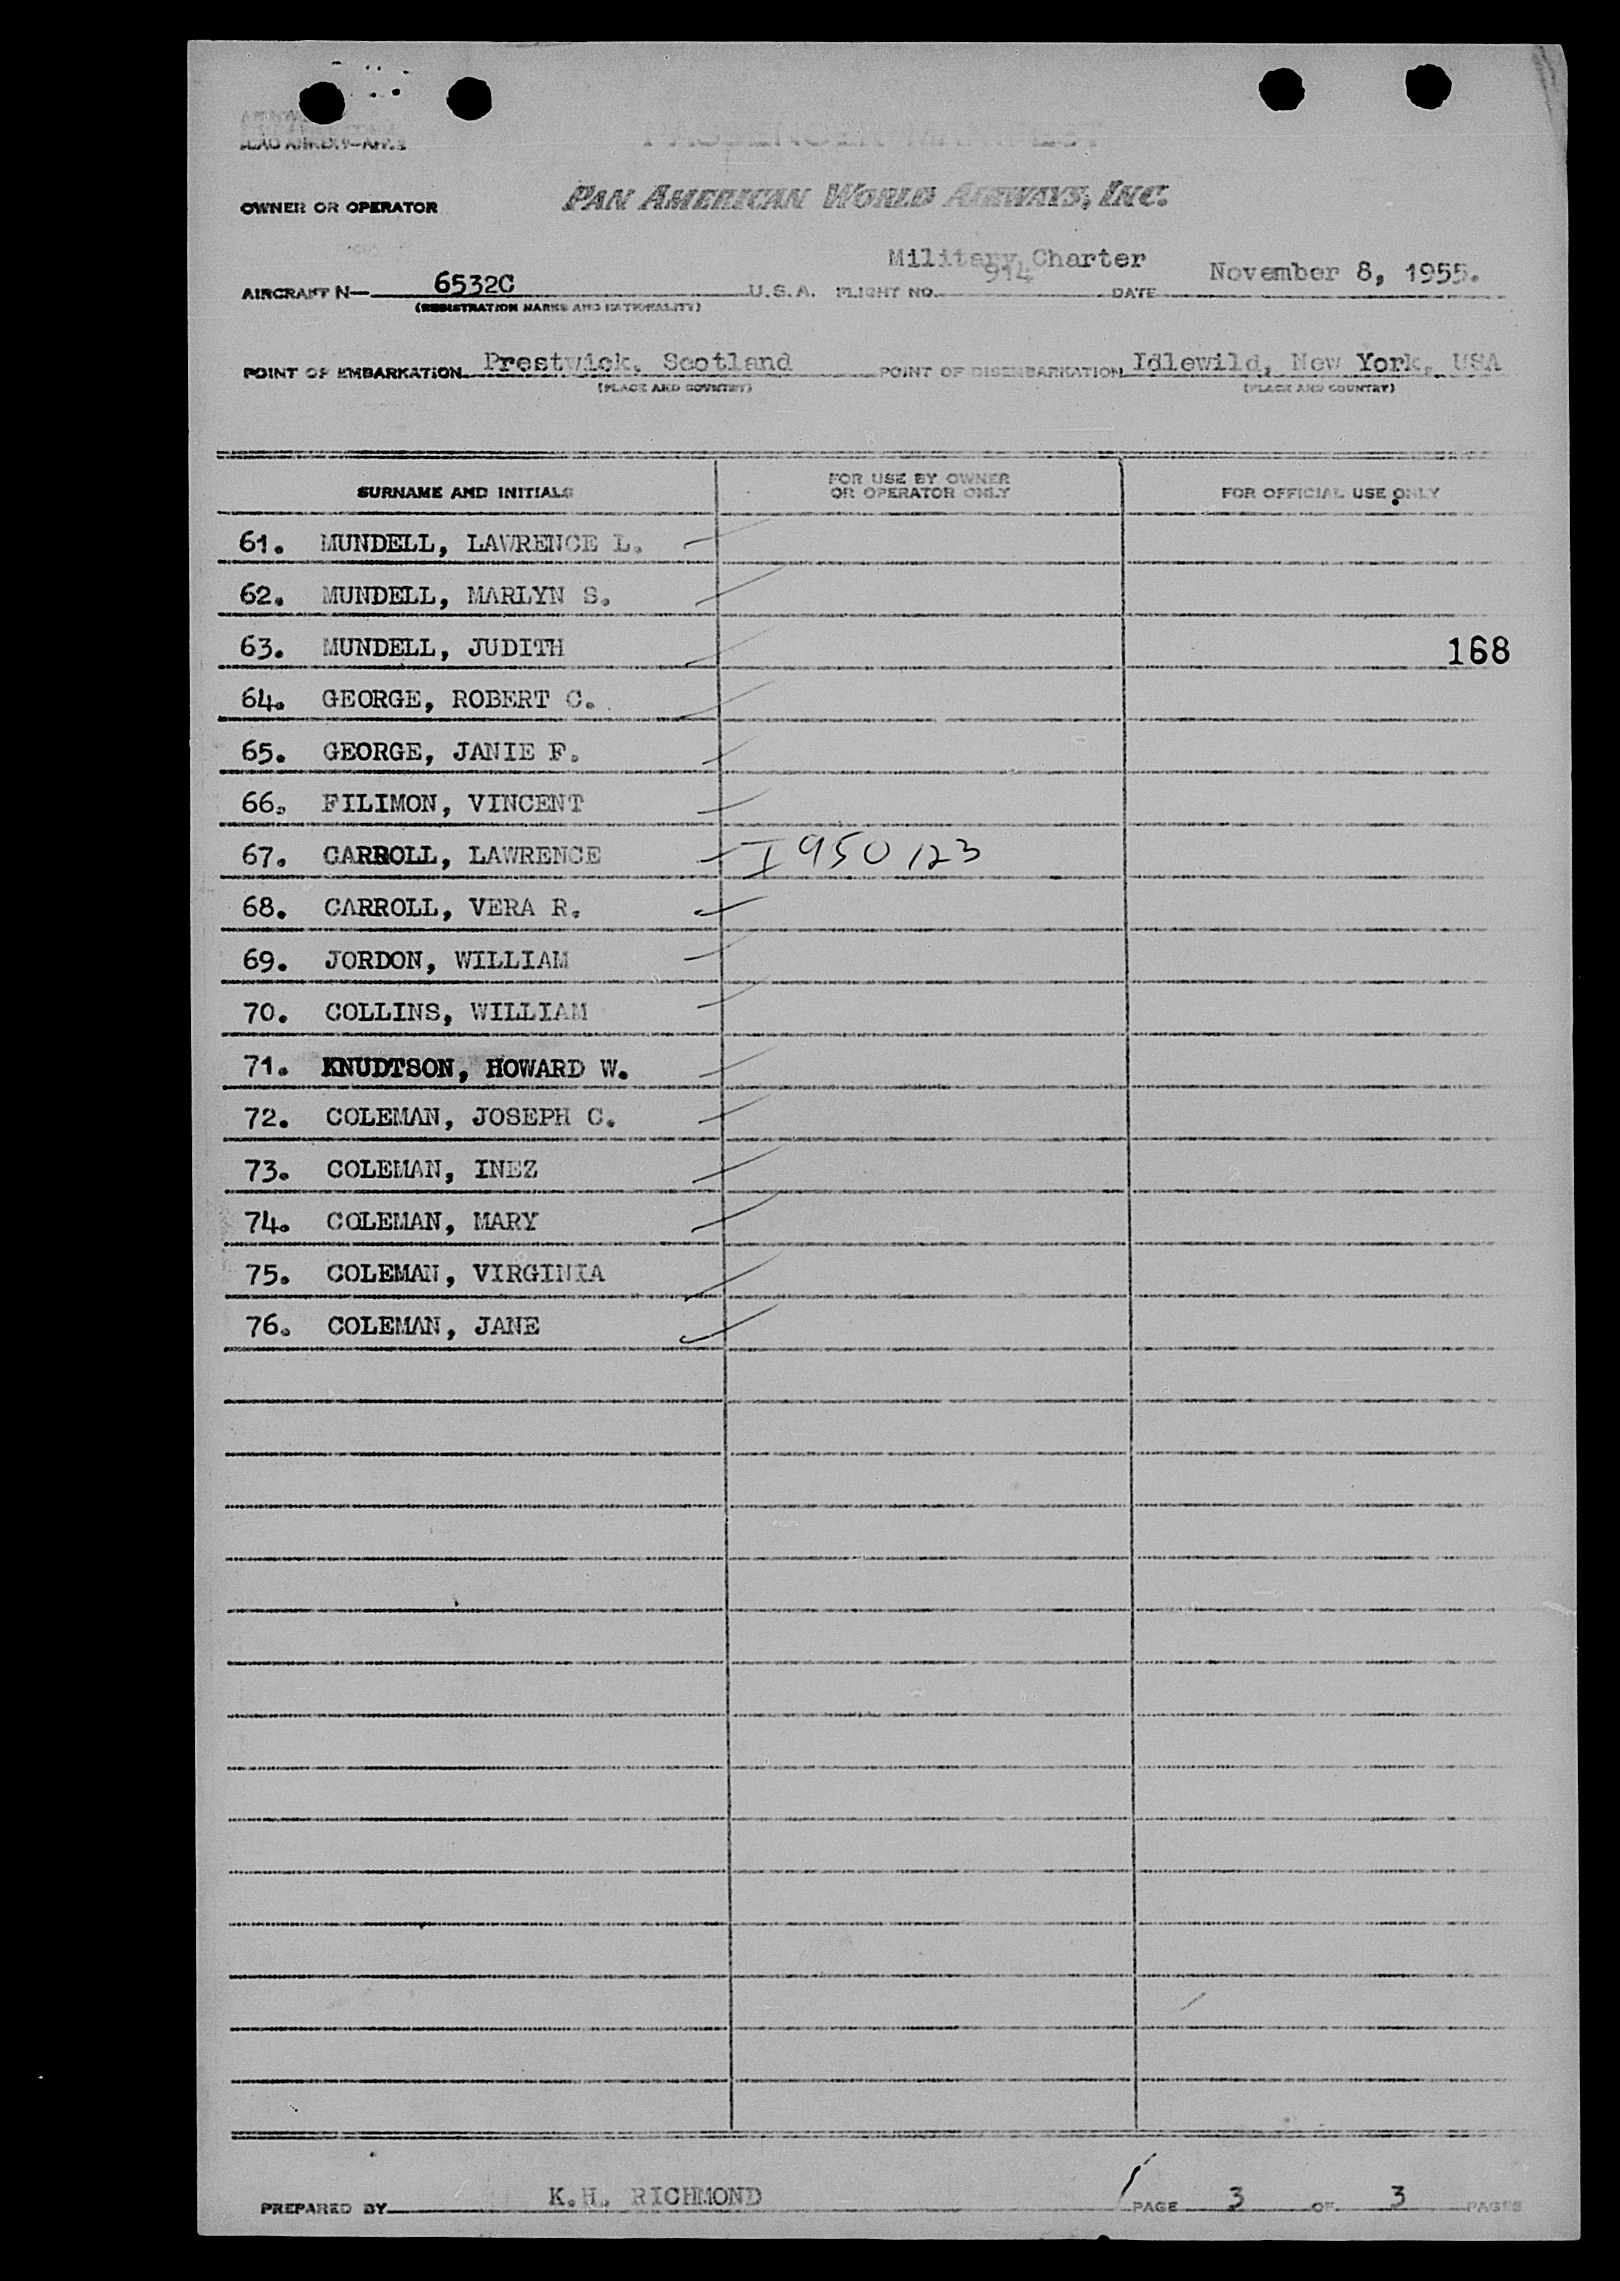 PASSENGER MANIFEST
OWNER OR OPERATOR PAN AMERICAN WORLD AIRWAYS, INC.
Military Charter
AIRCRAFT N— 6532C U.S.A. FLIGHT NO. 914 DATE November 8, 1955.
(REGISTRATION MARKS AND NATIONALITY)
POINT OF EMBARKATION Prestwick, Scotland POINT OF DISEMBARKATION Idlewild, New York, USA
(PLACE AND COUNTRY) (PLACE AND COUNTRY)
SURNAME AND INITIALS FOR USE BY OWNER OR OPERATOR ONLY FOR OFFICIAL USE ONLY
61. MUNDELL, LAWRENCE L.
62. MUNDELL, MARLYN S.
63. MUNDELL, JUDITH 168
64. GEORGE, ROBERT C.
65. GEORGE, JANIE F.
66. FILIMON, VINCENT
67. CARROLL, LAWRENCE I 950123
68. CARROLL, VERA R.
69. JORDON, WILLIAM
70. COLLINS, WILLIAM
71. KNUDTSON, HOWARD W.
72. COLEMAN, JOSEPH C.
73. COLEMAN, INEZ
74. COLEMAN, MARY
75. COLEMAN, VIRGINIA
76. COLEMAN, JANE
PREPARED BY K.H. RICHMOND PAGE 3 OF 3 PAGES